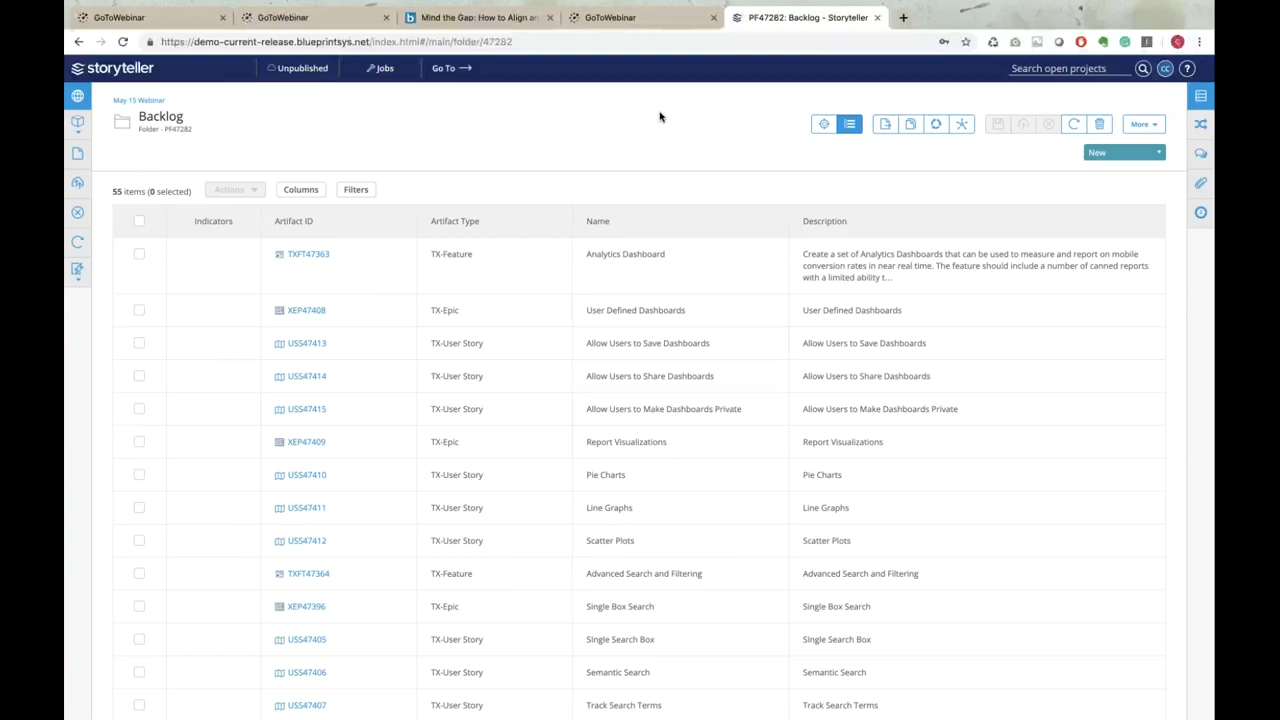 GoToWebinar
GoToWebinar
Mind the Gap: How to Align an
GoToWebinar
PF47282: Backlog - Storyteller
https://demo-current-release.blueprintsys.net/index.html#/main/folder/47282
storyteller
Unpublished
Jobs
Go To
Search open projects
CC
?
May 15 Webinar
Backlog
Folder - PF47282
More
New
55 items (0 selected)
Actions
Columns
Filters
Indicators
Artifact ID
Artifact Type
Name
Description
TXFT47363
TX-Feature
Analytics Dashboard
Create a set of Analytics Dashboards that can be used to measure and report on mobile
conversion rates in near real time. The feature should include a number of canned reports
with a limited ability t...
XEP47408
TX-Epic
User Defined Dashboards
User Defined Dashboards
USS47413
TX-User Story
Allow Users to Save Dashboards
Allow Users to Save Dashboards
USS47414
TX-User Story
Allow Users to Share Dashboards
Allow Users to Share Dashboards
USS47415
TX-User Story
Allow Users to Make Dashboards Private
Allow Users to Make Dashboards Private
XEP47409
TX-Epic
Report Visualizations
Report Visualizations
USS47410
TX-User Story
Pie Charts
Pie Charts
USS47411
TX-User Story
Line Graphs
Line Graphs
USS47412
TX-User Story
Scatter Plots
Scatter Plots
TXFT47364
TX-Feature
Advanced Search and Filtering
Advanced Search and Filtering
XEP47396
TX-Epic
Single Box Search
Single Box Search
USS47405
TX-User Story
SIngle Search Box
SIngle Search Box
USS47406
TX-User Story
Semantic Search
Semantic Search
USS47407
TX-User Story
Track Search Terms
Track Search Terms